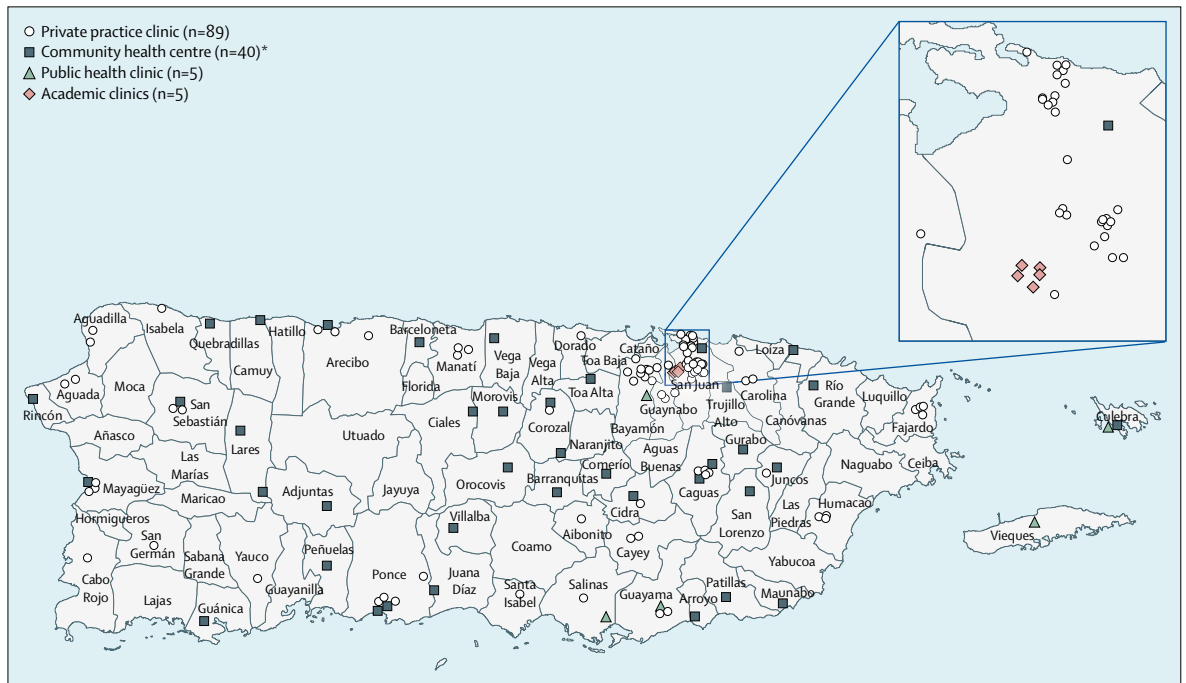 Private practice clinic (n=89)
Community health centre (n=40)*
Public health clinic (n=5)
Academic clinics (n=5)
Aguadilla
Isabela
Quebradillas
Camuy
Hatillo
Arecibo
Barceloneta
Manatí
Florida
Vega
Baja
Vega
Alta
Dorado
Toa Baja
Toa Alta
Cataño
San Juan
Guaynabo
Bayamón
Trujillo
Alto
Carolina
Loiza
Canóvanas
Río
Grande
Luquillo
Fajardo
Culebra
Aguada
Moca
Rincón
San
Sebastián
Añasco
Las
Marías
Lares
Utuado
Ciales
Morovis
Corozal
Naranjito
Comerío
Aguas
Buenas
Gurabo
Naguabo
Ceiba
Mayagüez
Maricao
Adjuntas
Jayuya
Orocovis
Barranquitas
Cidra
Caguas
Juncos
San
Lorenzo
Las
Piedras
Humacao
Vieques
Hormigueros
San
Germán
Sabana
Grande
Yauco
Peñuelas
Guayanilla
Ponce
Villalba
Juana
Díaz
Coamo
Aibonito
Cayey
Yabucoa
Cabo
Rojo
Lajas
Guánica
Santa
Isabel
Salinas
Guayama
Arroyo
Patillas
Maunabo